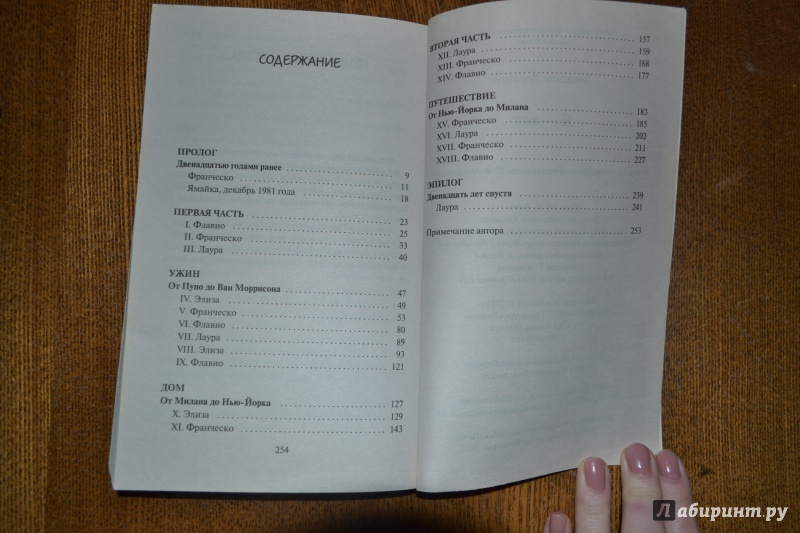 СОДЕРЖАНИЕ
ПРОЛОГ
Двенадцатью годами ранее 9
Франческо 11
Ямайка, декабрь 1981 года 18
ПЕРВАЯ ЧАСТЬ 23
I. Флавио 25
II. Франческо 33
III. Лаура 40
УЖИН
От Пупо до Ван Моррисона 47
IV. Элиза 49
V. Франческо 53
VI. Флавио 80
VII. Лаура 89
VIII. Элиза 93
IX. Флавио 121
ДОМ
От Милана до Нью-Йорка 127
X. Элиза 129
XI. Франческо 143
254
ВТОРАЯ ЧАСТЬ 157
XII. Лаура 159
XIII. Франческо 168
XIV. Флавио 177
ПУТЕШЕСТВИЕ
От Нью-Йорка до Милана 183
XV. Франческо 185
XVI. Лаура 202
XVII. Франческо 211
XVIII. Флавио 227
ЭПИЛОГ
Двенадцать лет спустя 239
Лаура 241
Примечание автора 253
Лабиринт.ру